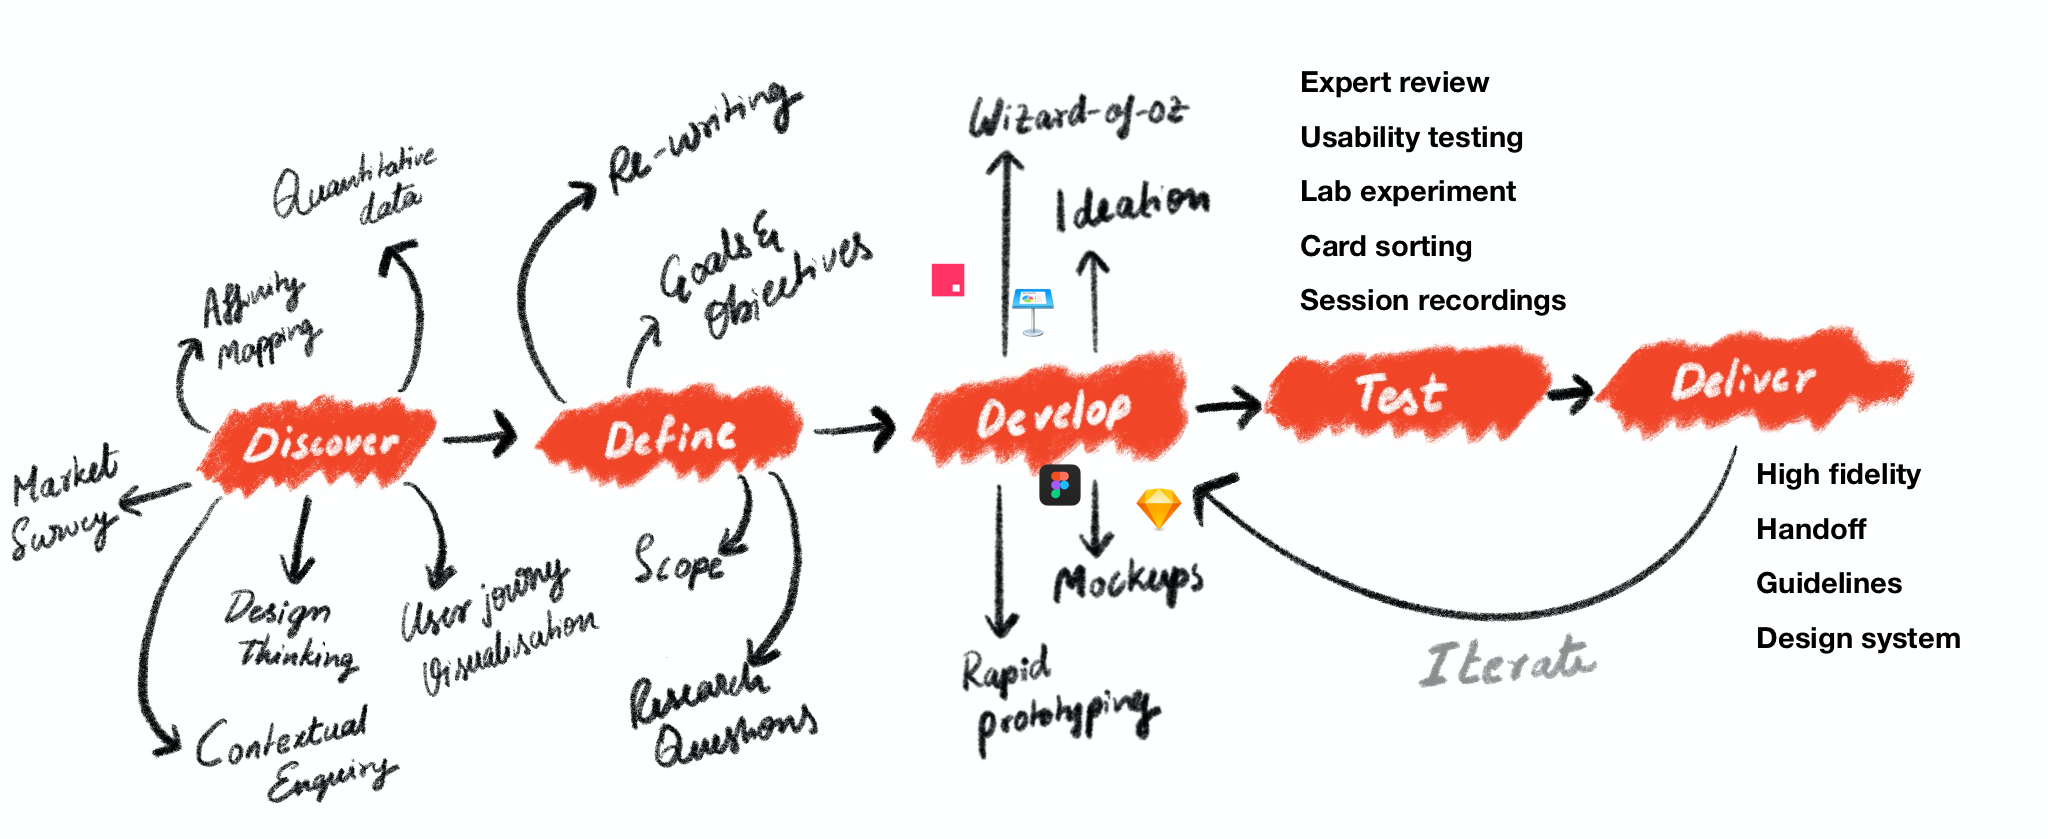 Quantitative
data
Affinity
Mapping
Market
Survey
Discover
Design
Thinking
User journy
Visualisation
Contextual
Enquiry
Re-writing
Goals &
Objectives
Define
Scope
Research
Questions
Wizard-of-oz
Ideation
Develop
Mockups
Rapid
prototyping
Expert review
Usability testing
Lab experiment
Card sorting
Session recordings
Test
Deliver
High fidelity
Handoff
Guidelines
Design system
Iterate